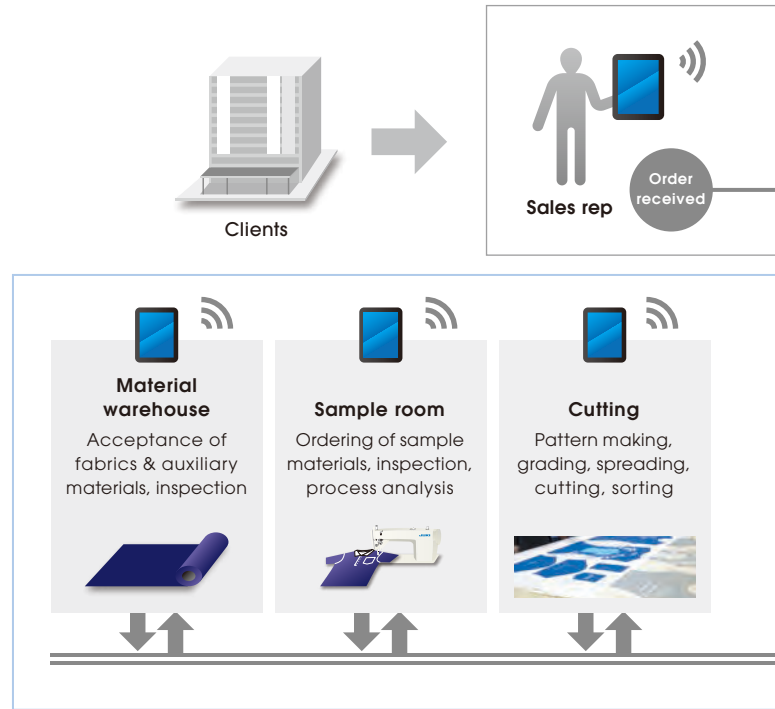 Clients
Sales rep
Order
received
Material
warehouse
Acceptance of
fabrics & auxiliary
materials, inspection
Sample room
Ordering of sample
materials, inspection,
process analysis
JUKI
Cutting
Pattern making,
grading, spreading,
cutting, sorting